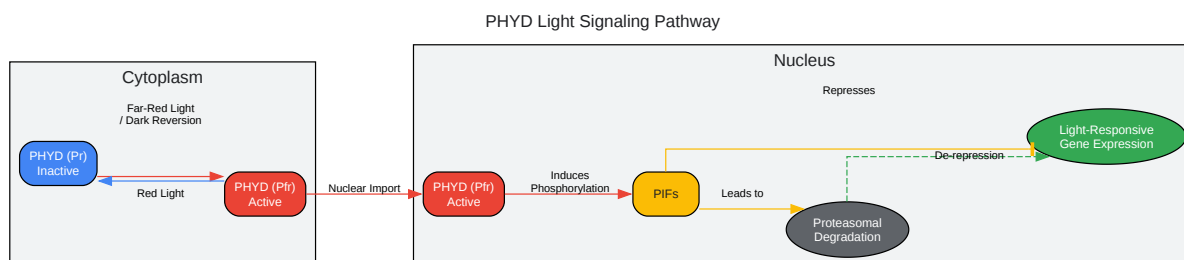 PHYD Light Signaling Pathway
Cytoplasm
Far-Red Light
/ Dark Reversion
PHYD (Pr)
Inactive
Red Light
PHYD (Pfr)
Active
Nuclear Import
Nucleus
Represses
PHYD (Pfr)
Active
Induces
Phosphorylation
PIFs
Leads to
Proteasomal
Degradation
De-repression
Light-Responsive
Gene Expression